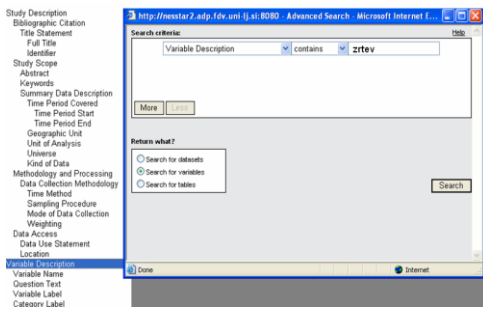 Study Description
Bibliographic Citation
Title Statement
Full Title
Identifier
Study Scope
Abstract
Keywords
Summary Data Description
Time Period Covered
Time Period Start
Time Period End
Geographic Unit
Unit of Analysis
Universe
Kind of Data
Methodology and Processing
Data Collection Methodology
Time Method
Sampling Procedure
Mode of Data Collection
Weighting
Data Access
Data Use Statement
Location
Variable Description
Variable Name
Question Text
Variable Label
Category Label
http://nesstar2.adp.fdv.uni-lj.si:8080 - Advanced Search - Microsoft Internet E...
Search criteria: Help
Variable Description contains zrtev
More Less
Return what?
Search for datasets
Search for variables
Search for tables
Search
Done Internet